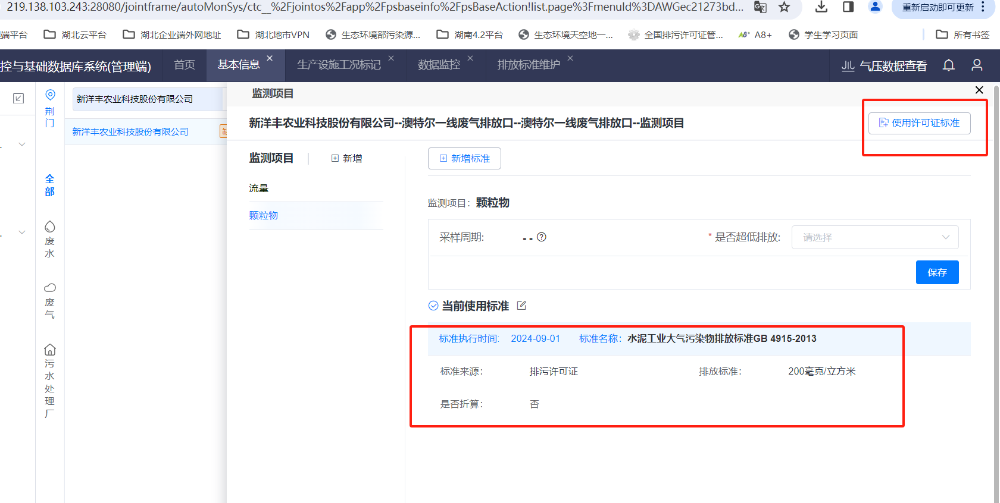 219.138.103.243:28080/jointframe/autoMonSys/ctc__%2Fjointos%2Fapp%2Fpsbaseinfo%2FpsBaseAction!list.page%3FmenuId%3DAWGec21273bd...
重新启动即可更新
端平台
湖北云平台
湖北企业端外网地址
湖北地市VPN
生态环境部污染源...
湖南4.2平台
生态环境天空地一...
全国排污许可证管...
A8+
学生学习页面
所有书签
控与基础数据库系统(管理端)
首页
基本信息
生产设施工况标记
数据监控
排放标准维护
气压数据查看
荆门
全部
废水
废气
污水处理厂
新洋丰农业科技股份有限公司
新洋丰农业科技股份有限公司
监测项目
新洋丰农业科技股份有限公司--澳特尔一线废气排放口--澳特尔一线废气排放口--监测项目
使用许可证标准
监测项目
新增
流量
颗粒物
新增标准
监测项目：颗粒物
采样周期: --
* 是否超低排放: 请选择
保存
当前使用标准
标准执行时间: 2024-09-01 标准名称：水泥工业大气污染物排放标准GB 4915-2013
标准来源： 排污许可证 排放标准： 200毫克/立方米
是否折算： 否